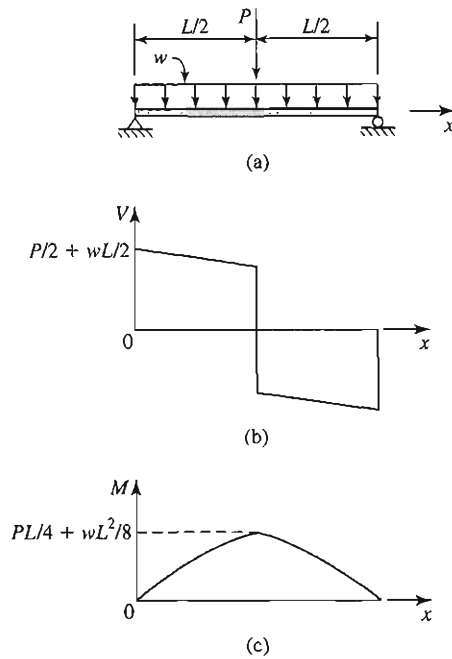 L/2 P L/2
w
x
(a)
V
P/2 + wL/2
0 x
(b)
M
PL/4 + wL²/8
0 x
(c)